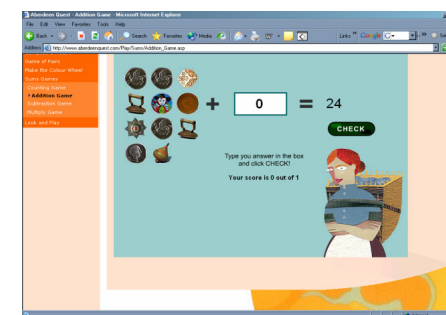 Aberdeen Quest - Addition Game - Microsoft Internet Explorer
File Edit View Favorites Tools Help
Back Search Favorites Media Links Google
Address http://www.aberdeenquest.com/Play/Sums/Addition_Game.asp
Game of Pairs
Make the Colour Wheel
Sums Games
Counting Game
Addition Game
Subtraction Game
Multiply Game
Look and Play
+ 0 = 24
CHECK
Type you answer in the box
and click CHECK!
Your score is 0 out of 1